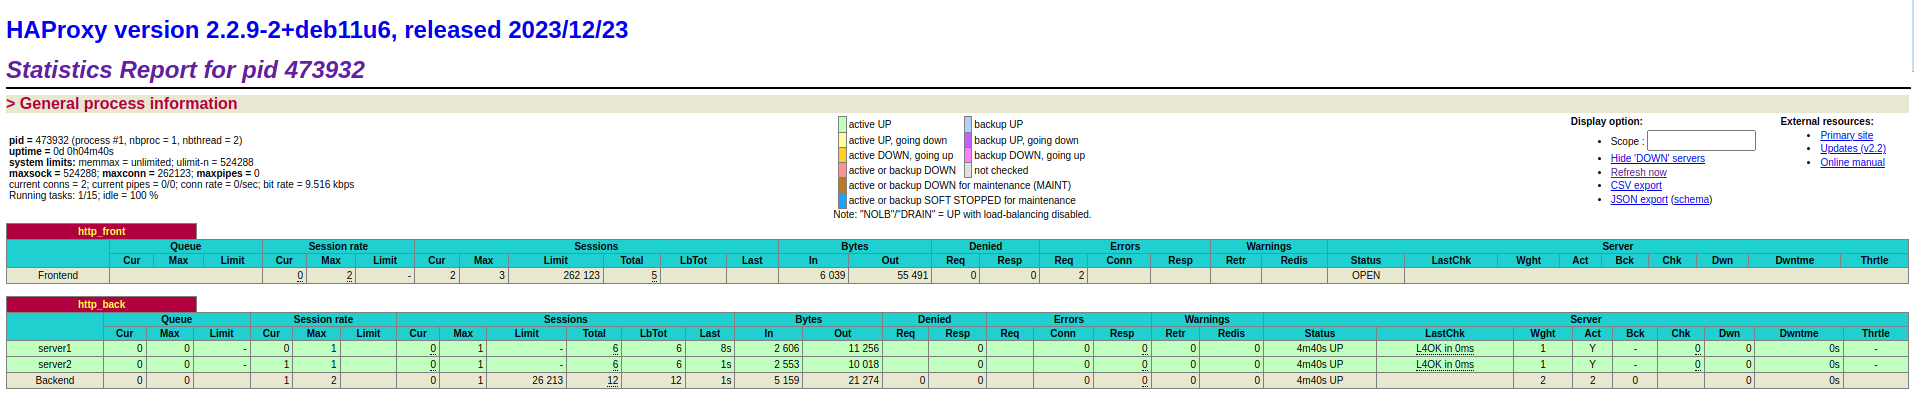 HAProxy version 2.2.9-2+deb11u6, released 2023/12/23
Statistics Report for pid 473932
> General process information
pid = 473932 (process #1, nbproc = 1, nbthread = 2)
uptime = 0d 0h04m40s
system limits: memmax = unlimited; ulimit-n = 524288
maxsock = 524288; maxconn = 262123; maxpipes = 0
current conns = 2; current pipes = 0/0; conn rate = 0/sec; bit rate = 9.516 kbps
Running tasks: 1/15; idle = 100 %
active UP backup UP
active UP, going down backup UP, going down
active DOWN, going up backup DOWN, going up
active or backup DOWN not checked
active or backup DOWN for maintenance (MAINT)
active or backup SOFT STOPPED for maintenance
Note: "NOLB"/"DRAIN" = UP with load-balancing disabled.
Display option:
• Scope :
• Hide 'DOWN' servers
• Refresh now
• CSV export
• JSON export (schema)
External resources:
• Primary site
• Updates (v2.2)
• Online manual
http_front
Queue Session rate Sessions Bytes Denied Errors Warnings Server
Cur Max Limit Cur Max Limit Cur Max Limit Total LbTot Last In Out Req Resp Req Conn Resp Retr Redis Status LastChk Wght Act Bck Chk Dwn Dwntme Thrtle
Frontend 0 2 - 2 3 262 123 5 6 039 55 491 0 0 2 OPEN
http_back
Queue Session rate Sessions Bytes Denied Errors Warnings Server
Cur Max Limit Cur Max Limit Cur Max Limit Total LbTot Last In Out Req Resp Req Conn Resp Retr Redis Status LastChk Wght Act Bck Chk Dwn Dwntme Thrtle
server1 0 0 - 0 1 0 1 - 6 6 8s 2 606 11 256 0 0 0 0 0 4m40s UP L4OK in 0ms 1 Y - 0 0 0s -
server2 0 0 - 1 1 0 1 - 6 6 1s 2 553 10 018 0 0 0 0 0 4m40s UP L4OK in 0ms 1 Y - 0 0 0s -
Backend 0 0 1 2 0 1 26 213 12 12 1s 5 159 21 274 0 0 0 0 0 0 4m40s UP 2 2 0 0 0s